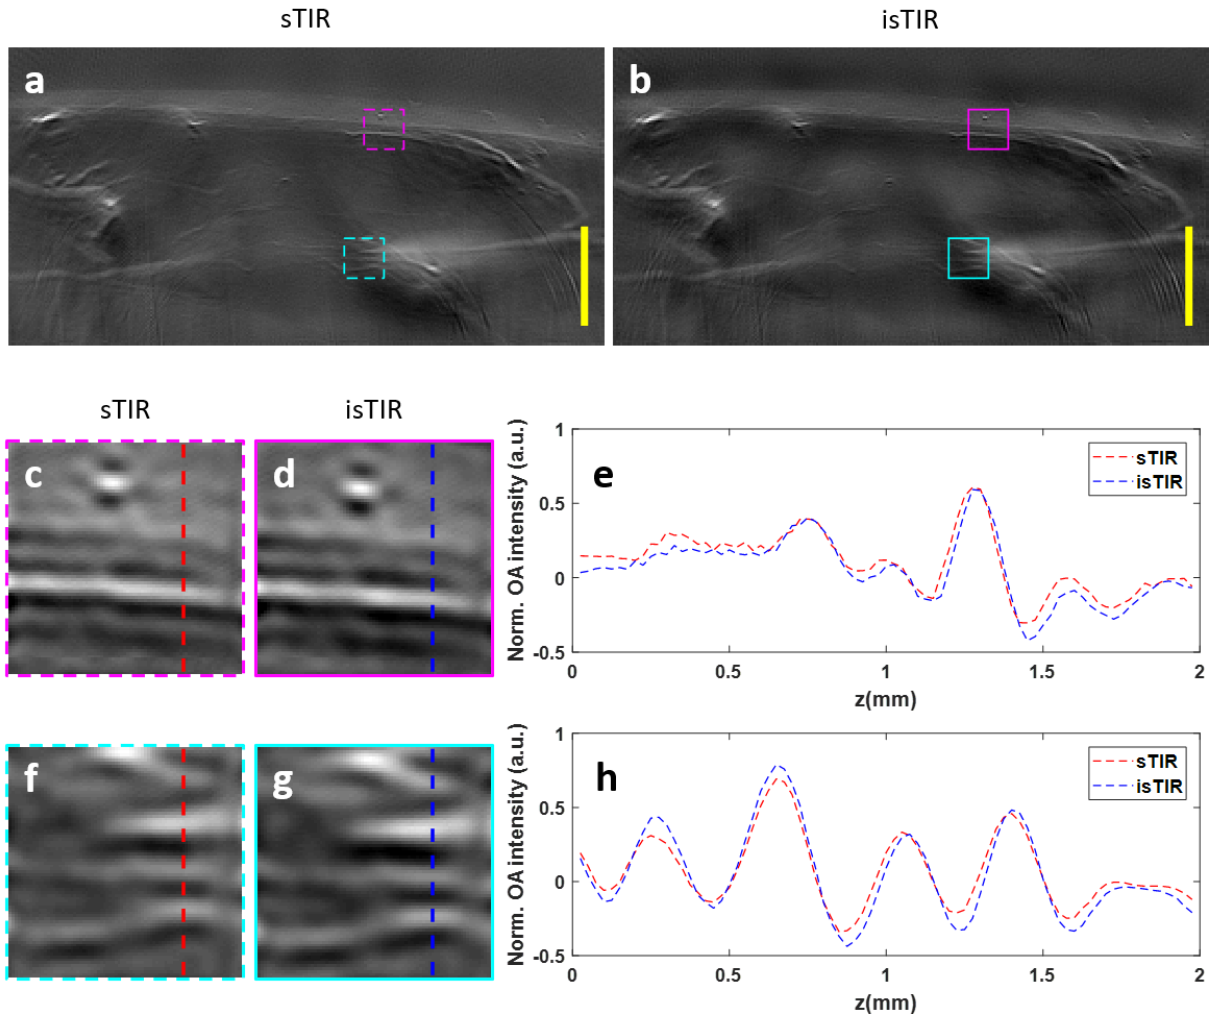 sTIR
isTIR
a
b
sTIR
isTIR
c
d
e
Norm. OA intensity (a.u.)
1
0.5
0
-0.5
0
0.5
1
1.5
2
z(mm)
sTIR
isTIR
f
g
h
Norm. OA intensity (a.u.)
1
0.5
0
-0.5
0
0.5
1
1.5
2
z(mm)
sTIR
isTIR